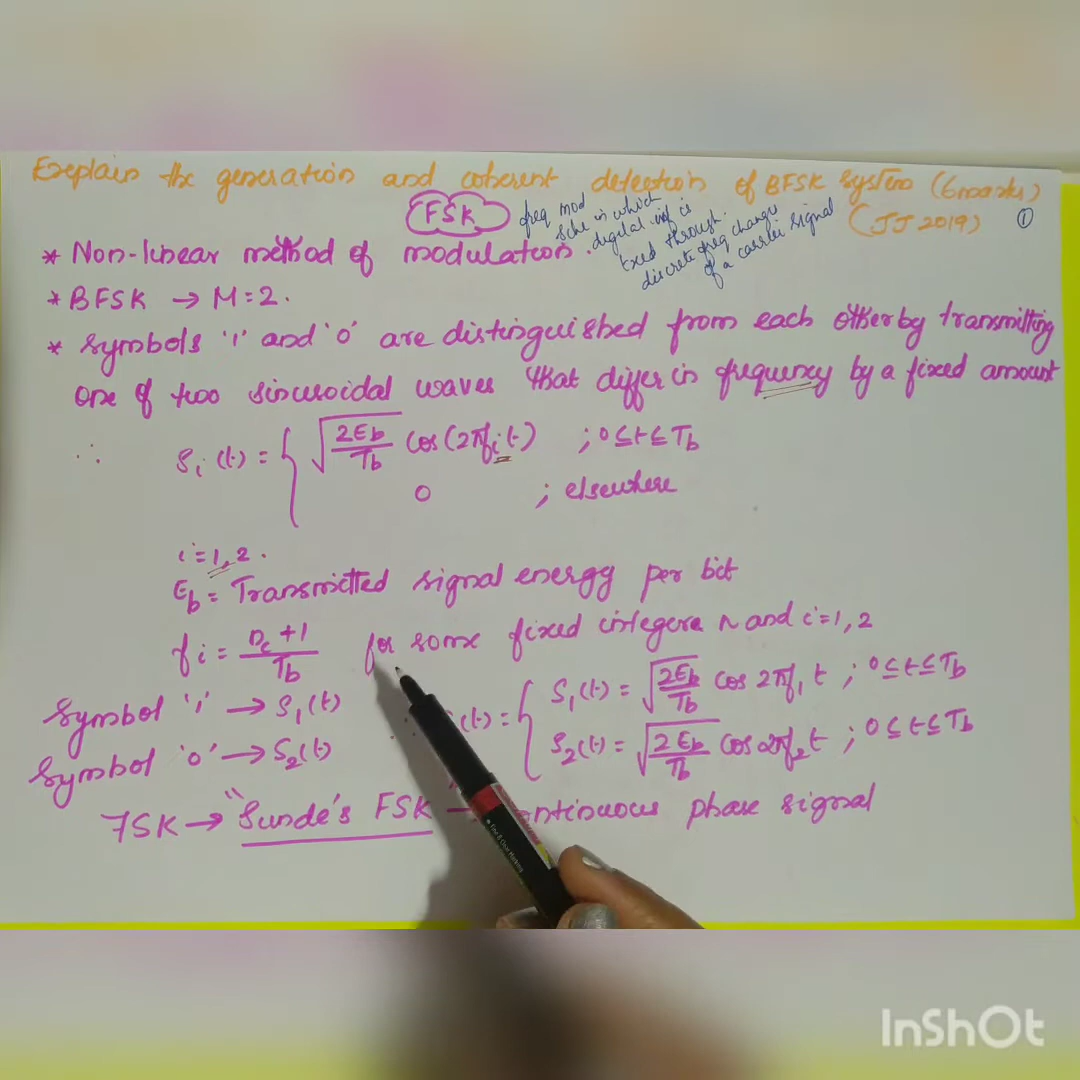 Explain the generation and coherent detection of BFSK system (6marks)
(JJ 2019) 1
FSK
freq mod
sche in which
digital inf is
txed through
discrete freq change
of a carrier signal
* Non-linear method of modulation.
* BFSK → M=2.
* Symbols '1' and '0' are distinguished from each other by transmitting
one of two sinusoidal waves that differ in frequency by a fixed amount
∴ Si(t) = { √(2Eb/Tb) cos(2πfit) ; 0≤t≤Tb
0 ; elsewhere
i=1,2.
Eb = Transmitted signal energy per bit
fi = (nc+1)/Tb for some fixed integer n and i=1,2
Symbol '1' → S1(t)
(t) = { S1(t) = √(2Eb/Tb) cos 2πf1t ; 0≤t≤Tb
Symbol '0' → S2(t)
S2(t) = √(2Eb/Tb) cos 2πf2t ; 0≤t≤Tb
FSK → "Sunde's FSK" → continuous phase signal
InShOt